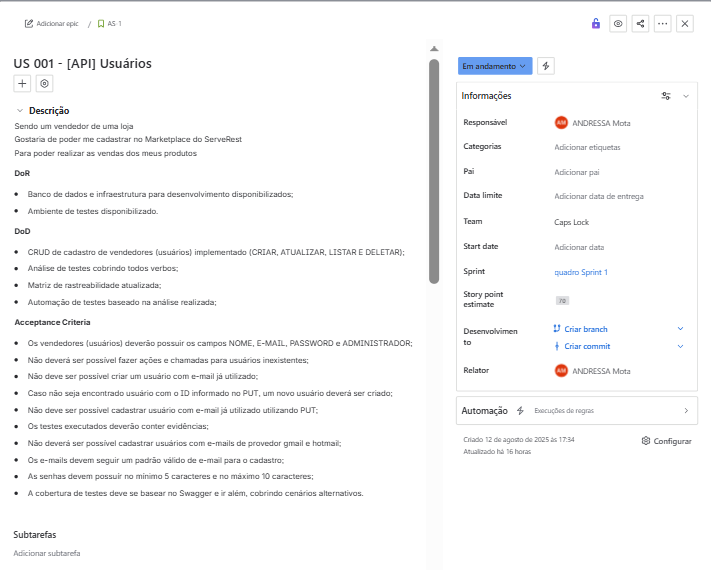 Adicionar epic / AS-1
US 001 - [API] Usuários
Descrição
Sendo um vendedor de uma loja
Gostaria de poder me cadastrar no Marketplace do ServeRest
Para poder realizar as vendas dos meus produtos
DoR
Banco de dados e infraestrutura para desenvolvimento disponibilizados;
Ambiente de testes disponibilizado.
DoD
CRUD de cadastro de vendedores (usuários) implementado (CRIAR, ATUALIZAR, LISTAR E DELETAR);
Análise de testes cobrindo todos verbos;
Matriz de rastreabilidade atualizada;
Automação de testes baseado na análise realizada;
Acceptance Criteria
Os vendedores (usuários) deverão possuir os campos NOME, E-MAIL, PASSWORD e ADMINISTRADOR;
Não deverá ser possível fazer ações e chamadas para usuários inexistentes;
Não deve ser possível criar um usuário com e-mail já utilizado;
Caso não seja encontrado usuário com o ID informado no PUT, um novo usuário deverá ser criado;
Não deve ser possível cadastrar usuário com e-mail já utilizado utilizando PUT;
Os testes executados deverão conter evidências;
Não deverá ser possível cadastrar usuários com e-mails de provedor gmail e hotmail;
Os e-mails devem seguir um padrão válido de e-mail para o cadastro;
As senhas devem possuír no mínimo 5 caracteres e no máximo 10 caracteres;
A cobertura de testes deve se basear no Swagger e ir além, cobrindo cenários alternativos.
Subtarefas
Adicionar subtarefa
Em andamento
Informações
Responsável AM ANDRESSA Mota
Categorias Adicionar etiquetas
Pai Adicionar pai
Data limite Adicionar data de entrega
Team Caps Lock
Start date Adicionar data
Sprint quadro Sprint 1
Story point
estimate
Desenvolvimen
to
Criar branch
Criar commit
Relator AM ANDRESSA Mota
Automação Execuções de regras
Criado 12 de agosto de 2025 às 17:34
Atualizado há 16 horas
Configurar